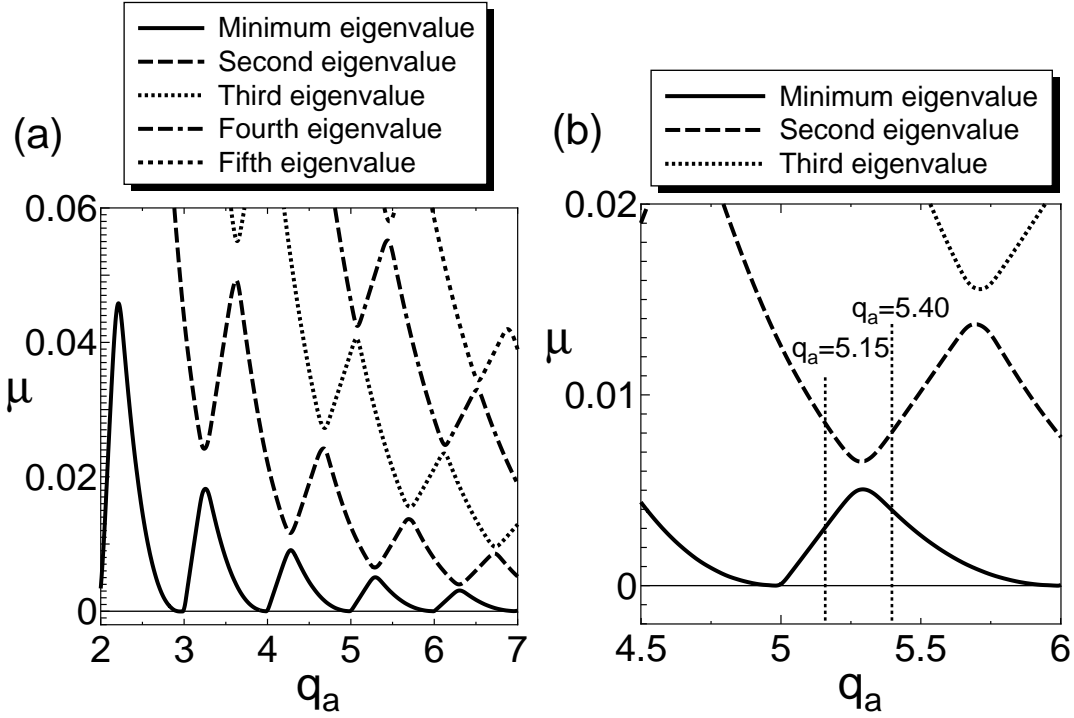 (a)
Minimum eigenvalue
Second eigenvalue
Third eigenvalue
Fourth eigenvalue
Fifth eigenvalue
0.06
0.04
μ
0.02
0
2 3 4 5 6 7
qa
(b)
Minimum eigenvalue
Second eigenvalue
Third eigenvalue
0.02
qa=5.40
μ
qa=5.15
0.01
0
4.5 5 5.5 6
qa